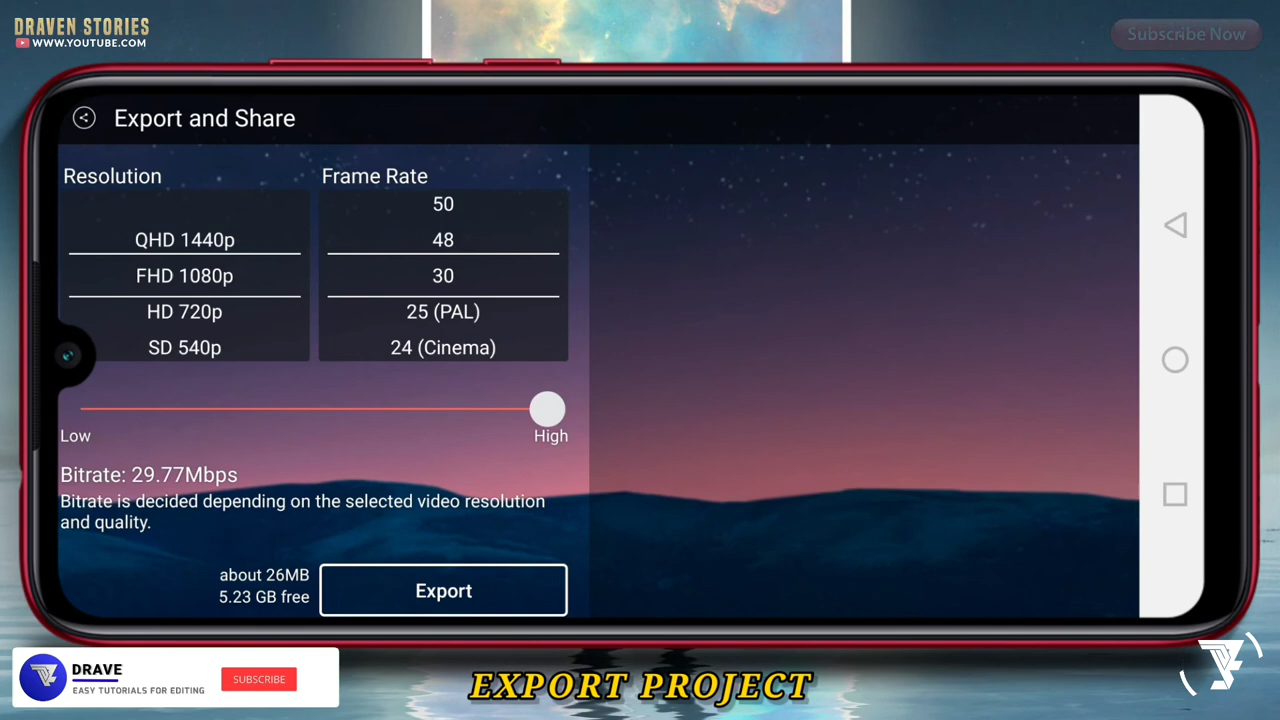 DRAVEN STORIES
WWW.YOUTUBE.COM
Subscribe Now
Export and Share
Resolution
Frame Rate
50
QHD 1440p
48
FHD 1080p
30
HD 720p
25 (PAL)
SD 540p
24 (Cinema)
Low
High
Bitrate: 29.77Mbps
Bitrate is decided depending on the selected video resolution
and quality.
about 26MB
5.23 GB free
Export
DRAVE
EASY TUTORIALS FOR EDITING
SUBSCRIBE
EXPORT PROJECT